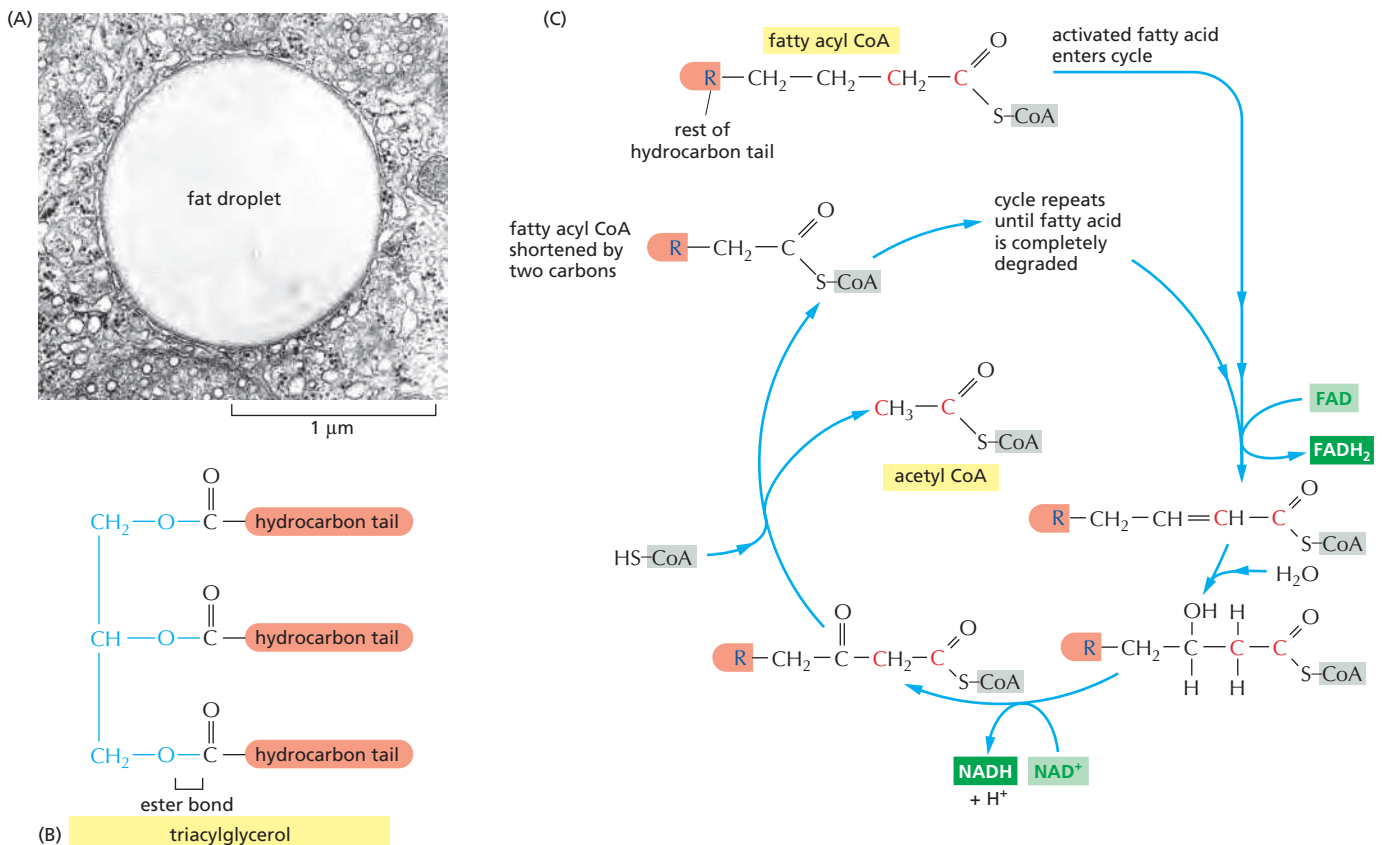 (A)
fat droplet
1 μm
CH₂—O—C hydrocarbon tail
O
CH—O—C hydrocarbon tail
O
CH₂—O—C hydrocarbon tail
O
ester bond
(B) triacylglycerol
(C)
fatty acyl CoA
O
R—CH₂—CH₂—CH₂—C
S–CoA
rest of
hydrocarbon tail
activated fatty acid
enters cycle
fatty acyl CoA
shortened by
two carbons
O
R—CH₂—C
S–CoA
cycle repeats
until fatty acid
is completely
degraded
O
CH₃—C
S–CoA
acetyl CoA
FAD
FADH₂
O
R—CH₂—CH=CH—C
S–CoA
H₂O
OH H O
R—CH₂—C—C—C
H H S–CoA
HS–CoA
O O
R—CH₂—C—CH₂—C
S–CoA
NADH NAD⁺
+ H⁺